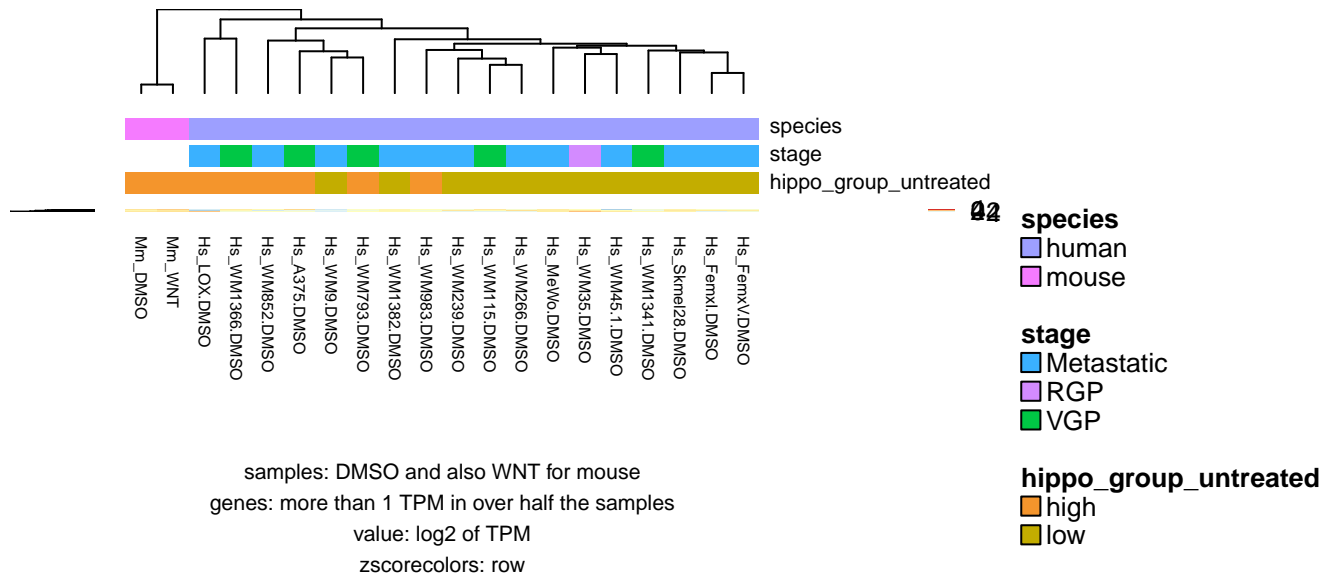 species
stage
hippo_group_untreated
Mm_DMSO
Mm_WNT
Hs_LOX.DMSO
Hs_WM1366.DMSO
Hs_WM852.DMSO
Hs_A375.DMSO
Hs_WM9.DMSO
Hs_WM793.DMSO
Hs_WM1382.DMSO
Hs_WM983.DMSO
Hs_WM239.DMSO
Hs_WM115.DMSO
Hs_WM266.DMSO
Hs_MeWo.DMSO
Hs_WM35.DMSO
Hs_WM45.1.DMSO
Hs_WM1341.DMSO
Hs_Skmel28.DMSO
Hs_FemxI.DMSO
Hs_FemxV.DMSO
samples: DMSO and also WNT for mouse
genes: more than 1 TPM in over half the samples
value: log2 of TPM
zscorecolors: row
species
human
mouse
stage
Metastatic
RGP
VGP
hippo_group_untreated
high
low